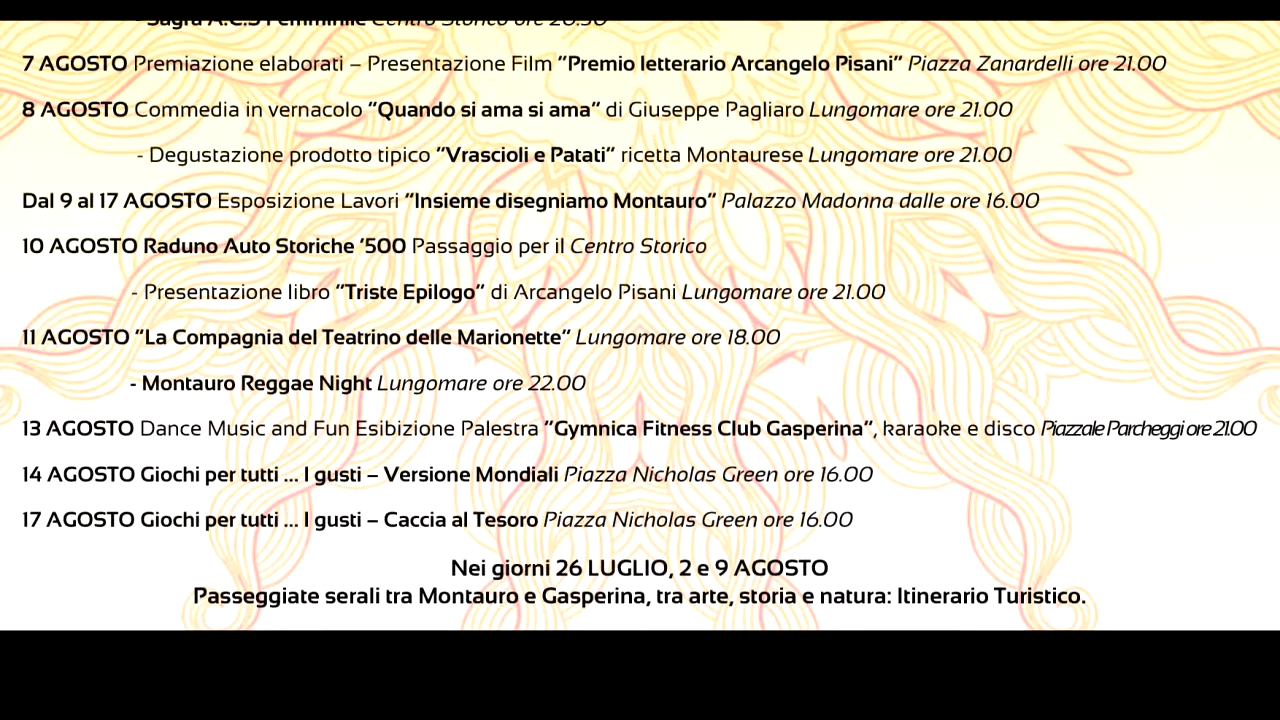 - Sagra A.C.S Femminile Centro Storico ore 20.30
7 AGOSTO Premiazione elaborati – Presentazione Film “Premio letterario Arcangelo Pisani” Piazza Zanardelli ore 21.00
8 AGOSTO Commedia in vernacolo “Quando si ama si ama” di Giuseppe Pagliaro Lungomare ore 21.00
- Degustazione prodotto tipico “Vrascioli e Patati” ricetta Montaurese Lungomare ore 21.00
Dal 9 al 17 AGOSTO Esposizione Lavori “Insieme disegniamo Montauro” Palazzo Madonna dalle ore 16.00
10 AGOSTO Raduno Auto Storiche ‘500 Passaggio per il Centro Storico
- Presentazione libro “Triste Epilogo” di Arcangelo Pisani Lungomare ore 21.00
11 AGOSTO “La Compagnia del Teatrino delle Marionette” Lungomare ore 18.00
- Montauro Reggae Night Lungomare ore 22.00
13 AGOSTO Dance Music and Fun Esibizione Palestra “Gymnica Fitness Club Gasperina”, karaoke e disco Piazzale Parcheggi ore 21.00
14 AGOSTO Giochi per tutti ... I gusti – Versione Mondiali Piazza Nicholas Green ore 16.00
17 AGOSTO Giochi per tutti ... I gusti – Caccia al Tesoro Piazza Nicholas Green ore 16.00
Nei giorni 26 LUGLIO, 2 e 9 AGOSTO
Passeggiate serali tra Montauro e Gasperina, tra arte, storia e natura: Itinerario Turistico.